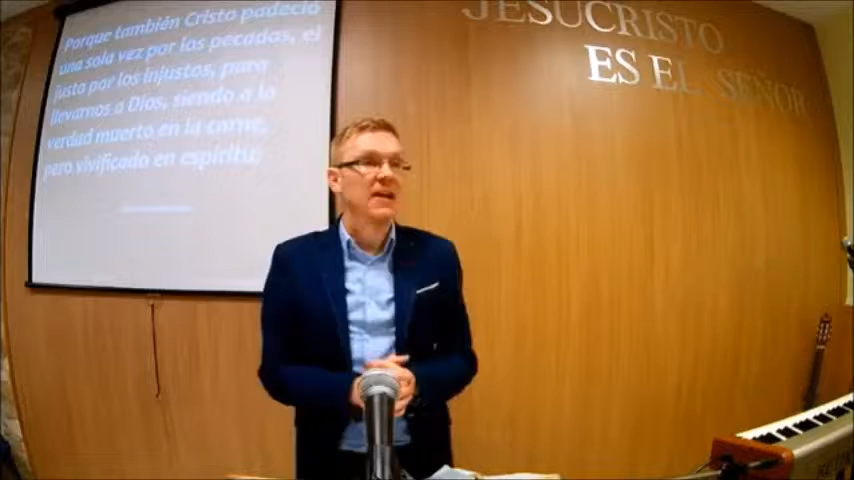 Porque también Cristo padeció
una sola vez por los pecados, el
justo por los injustos, para
llevarnos a Dios, siendo a la
verdad muerto en la carne,
pero vivificado en espíritu;
JESUCRISTO
ES EL SEÑOR